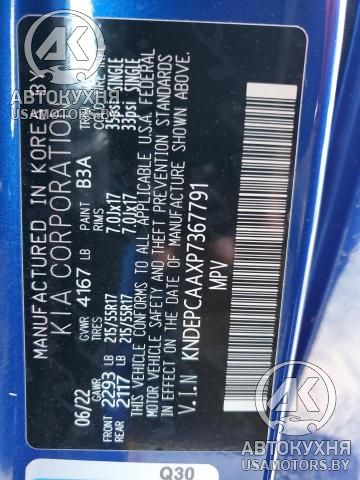 MANUFACTURED IN KOREA BY
KIA CORPORATION
06/22 GVWR 4167 LB PAINT B3A
GAWR TIRES RIMS
FRONT 2293 LB 215/55R17 7.0Jx17 33psi SINGLE
REAR 2117 LB 215/55R17 7.0Jx17 33psi SINGLE
THIS VEHICLE CONFORMS TO ALL APPLICABLE U.S.A. FEDERAL
MOTOR VEHICLE SAFETY, BUMPER, AND THEFT PREVENTION STANDARDS
IN EFFECT ON THE DATE OF MANUFACTURE SHOWN ABOVE.
V.I.N KNDEPCAAXP7367791
MPV
Q30
АВТОКУХНЯ
USAMOTORS.BY
АВТОКУХНЯ
USAMOTORS.BY